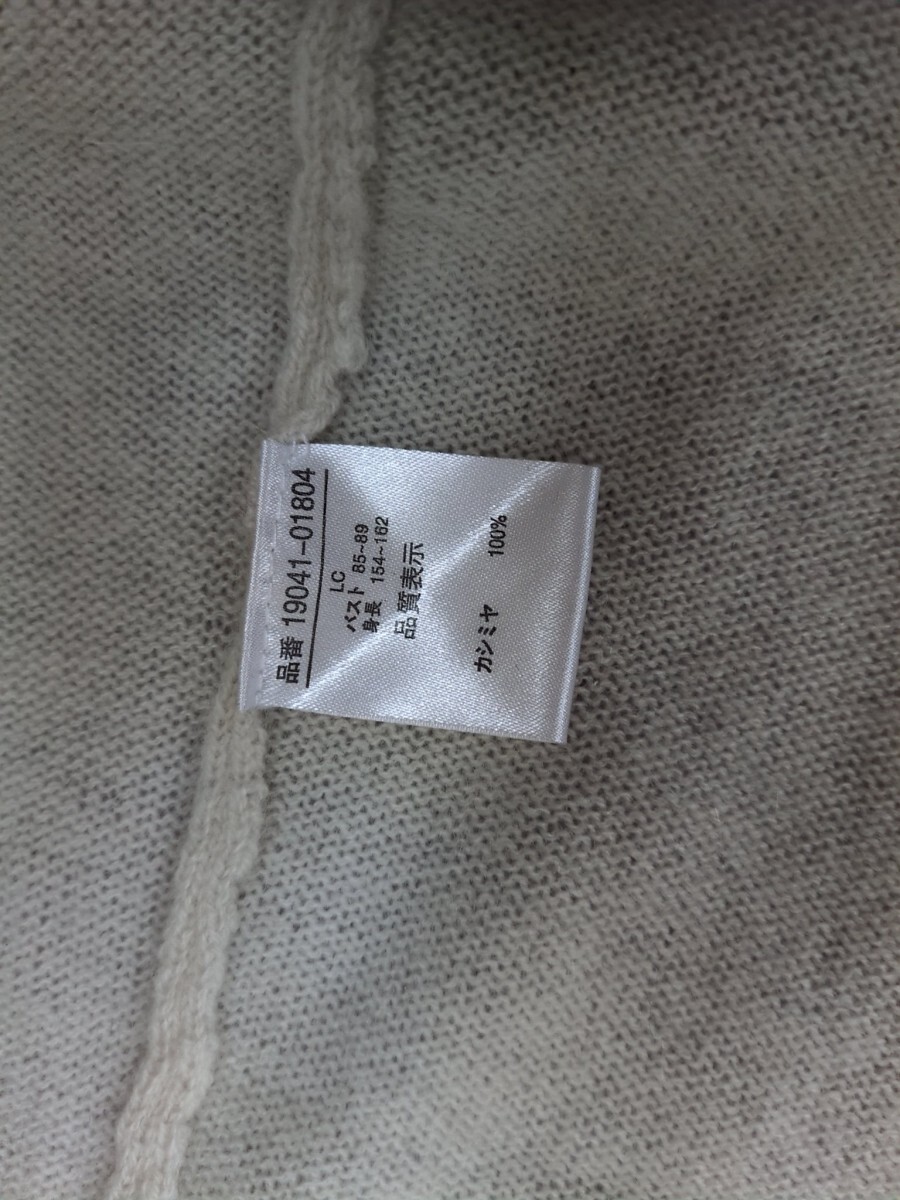 品番 19041-01804
LC
バスト 85~89
身長 154~162
品質表示
カシミヤ 100%